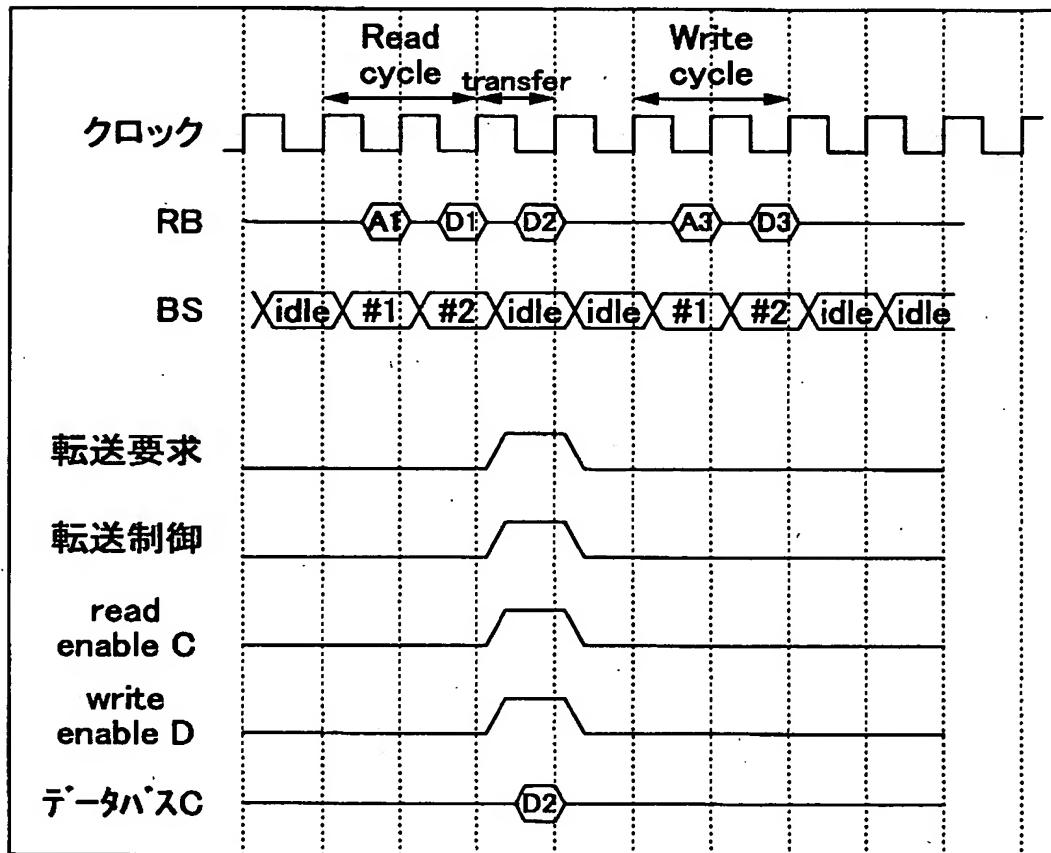 Read
cycle
transfer
Write
cycle
クロック
RB
A1
D1
D2
A3
D3
BS
idle
#1
#2
idle
idle
#1
#2
idle
idle
転送要求
転送制御
read
enable C
write
enable D
データバスC
D2